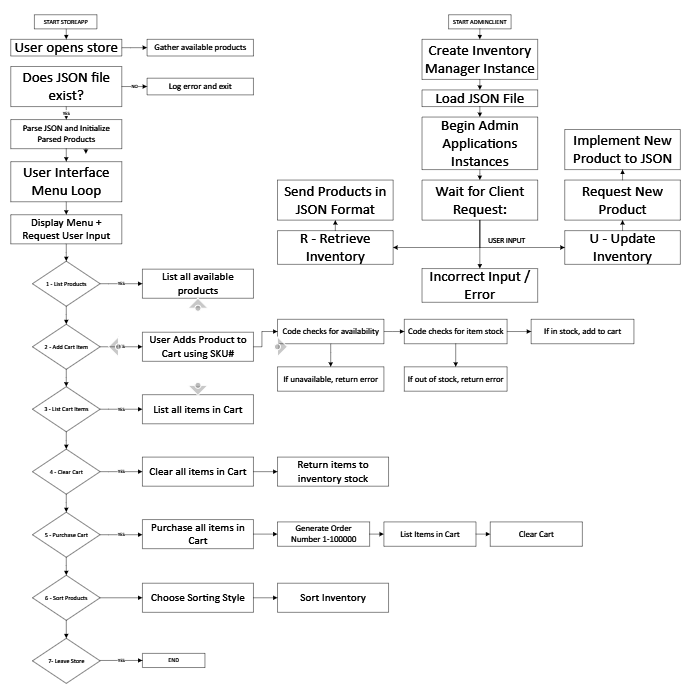 START STOREAPP
User opens store
Gather available products
Does JSON file
exist?
NO
Log error and exit
YES
Parse JSON and Initialize
Parsed Products
User Interface
Menu Loop
Display Menu +
Request User Input
1 - List Products
YES
List all available
products
2 - Add Cart Item
User Adds Product to
Cart using SKU#
Code checks for availability
Code checks for item stock
If in stock, add to cart
If unavailable, return error
If out of stock, return error
3 - List Cart Items
YES
List all items in Cart
4 - Clear Cart
YES
Clear all items in Cart
Return items to
inventory stock
5 - Purchase Cart
YES
Purchase all items in
Cart
Generate Order
Number 1-100000
List Items in Cart
Clear Cart
6 - Sort Products
Choose Sorting Style
Sort Inventory
7- Leave Store
YES
END
START ADMINCLIENT
Create Inventory
Manager Instance
Load JSON File
Begin Admin
Applications
Instances
Wait for Client
Request:
USER INPUT
Send Products in
JSON Format
R - Retrieve
Inventory
Implement New
Product to JSON
Request New
Product
U - Update
Inventory
Incorrect Input /
Error